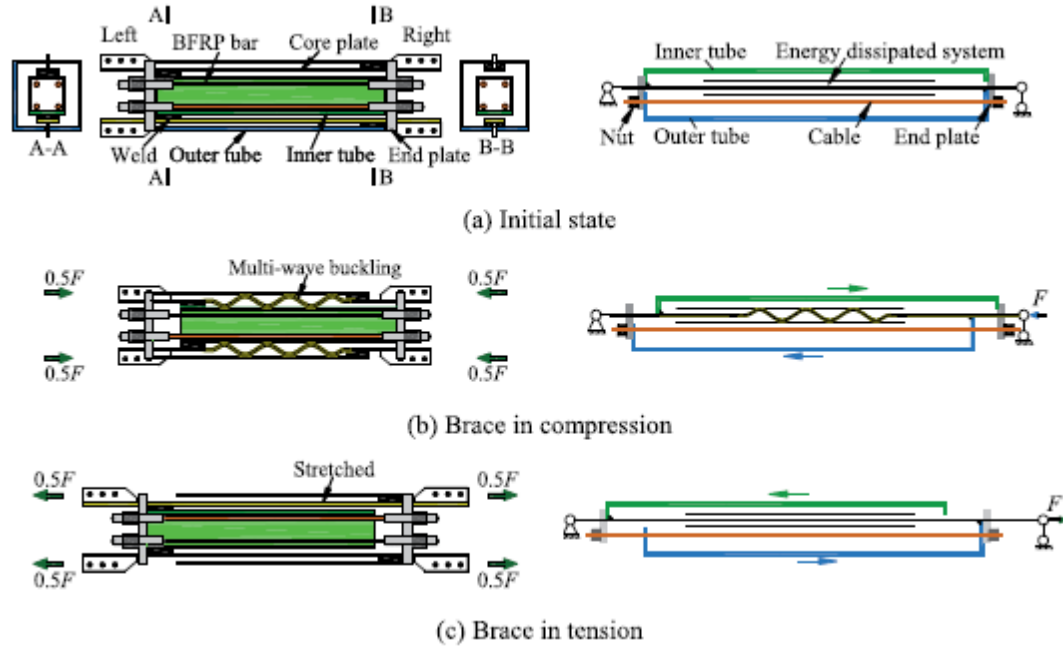 A
B
Left
BFRP bar
Core plate
Right
A-A
Weld
Outer tube
Inner tube
End plate
B-B
A
B
Inner tube
Energy dissipated system
Nut
Outer tube
Cable
End plate
(a) Initial state
0.5F
Multi-wave buckling
0.5F
0.5F
0.5F
F
(b) Brace in compression
0.5F
Stretched
0.5F
0.5F
0.5F
F
(c) Brace in tension